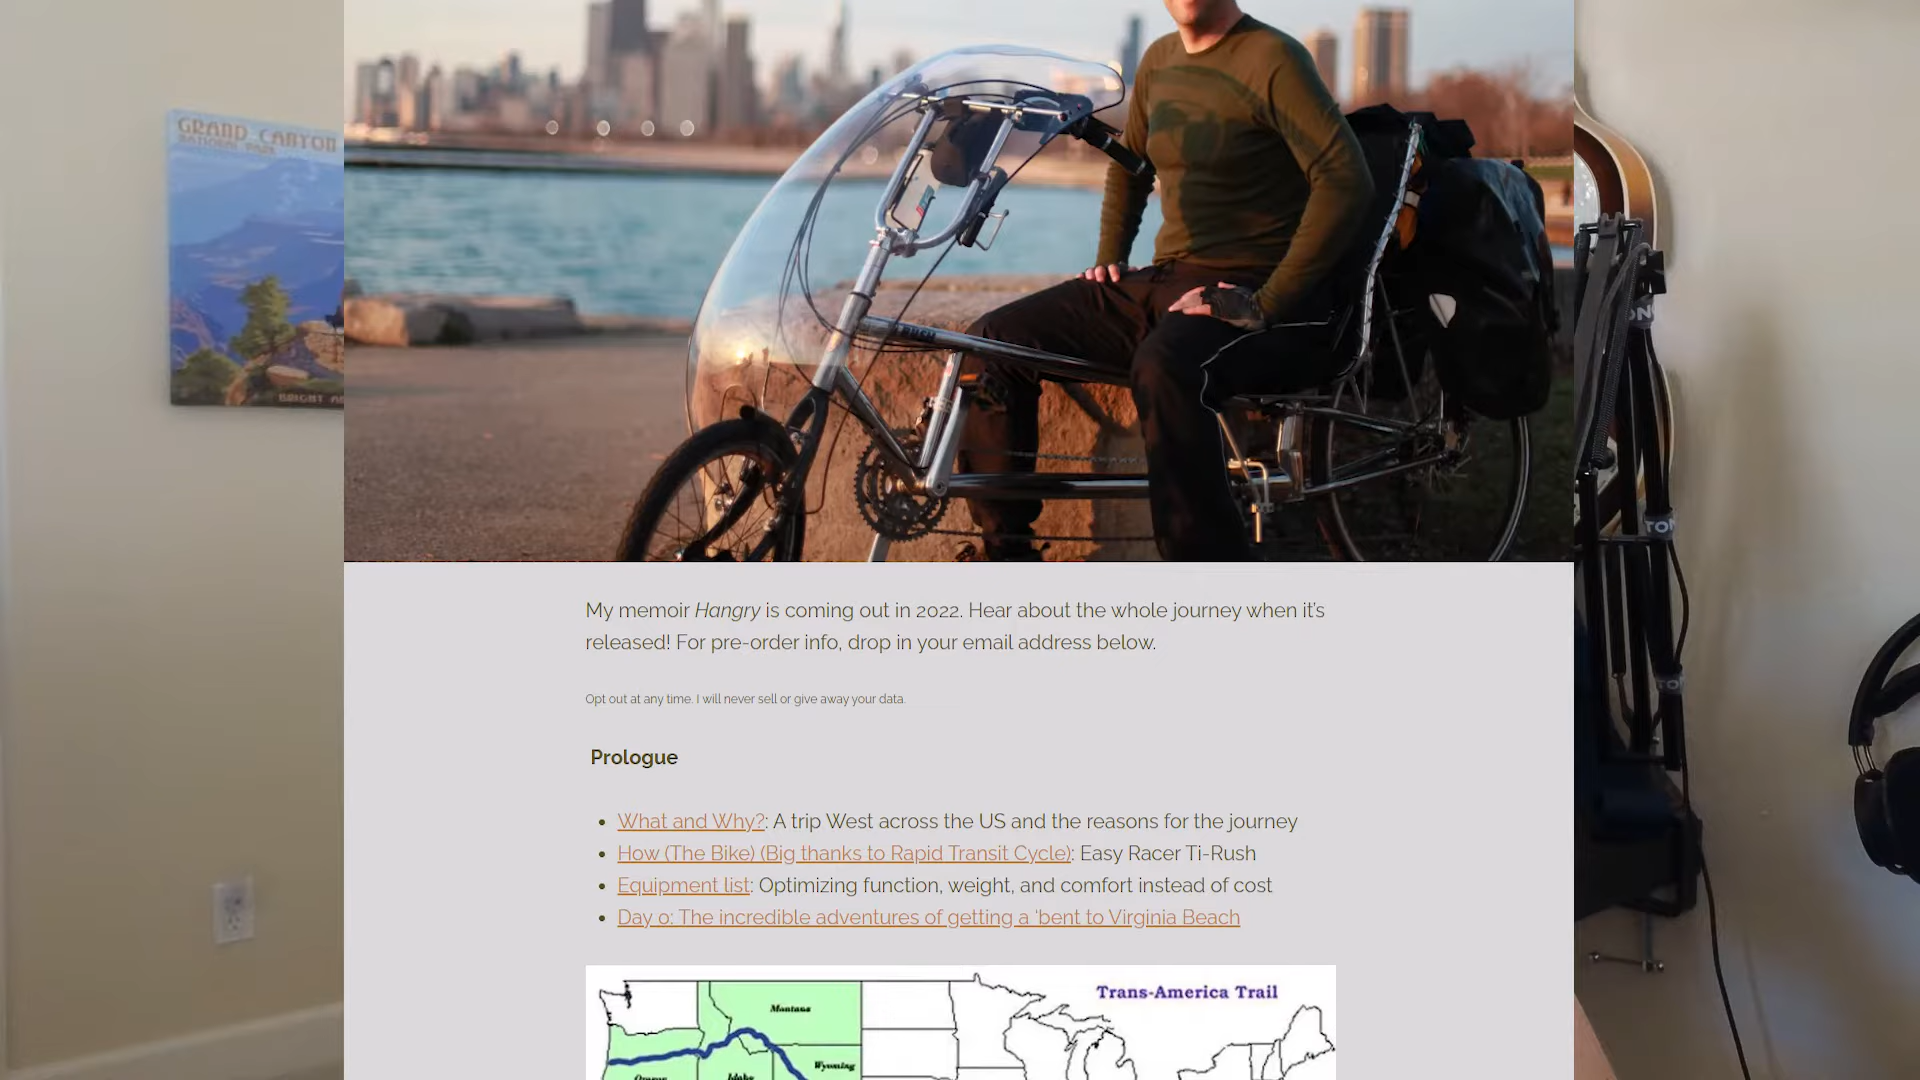 GRAND CANYON
NATIONAL PARK
RUSH
My memoir Hangry is coming out in 2022. Hear about the whole journey when it’s
released! For pre-order info, drop in your email address below.
Opt out at any time. I will never sell or give away your data.
Prologue
What and Why?: A trip West across the US and the reasons for the journey
How (The Bike) (Big thanks to Rapid Transit Cycle): Easy Racer Ti-Rush
Equipment list: Optimizing function, weight, and comfort instead of cost
Day 0: The incredible adventures of getting a ‘bent to Virginia Beach
Trans-America Trail
Montana
Wyoming
Oregon
Idaho